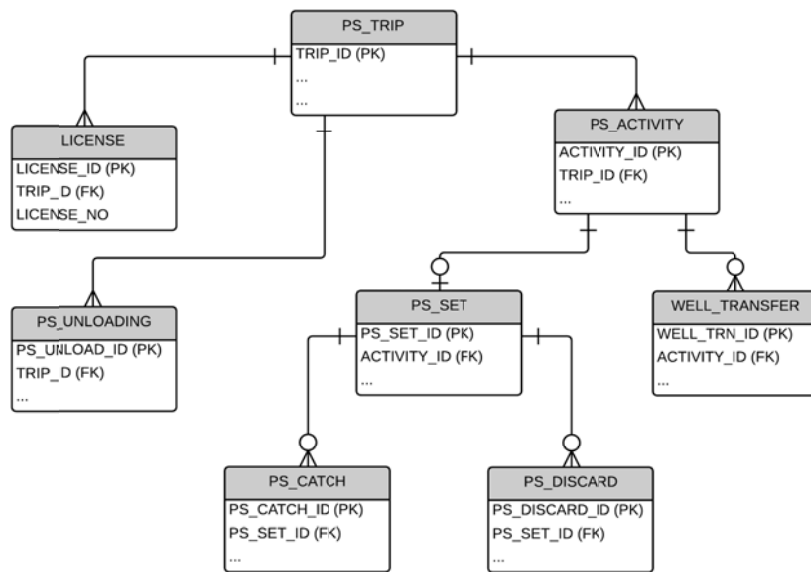 PS_TRIP
TRIP_ID (PK)
...
...
LICENSE
LICENSE_ID (PK)
TRIP_D (FK)
LICENSE_NO
PS_ACTIVITY
ACTIVITY_ID (PK)
TRIP_ID (FK)
...
PS_UNLOADING
PS_UNLOAD_ID (PK)
TRIP_D (FK)
...
PS_SET
PS_SET_ID (PK)
ACTIVITY_ID (FK)
...
WELL_TRANSFER
WELL_TRN_ID (PK)
ACTIVITY_ID (FK)
...
PS_CATCH
PS_CATCH_ID (PK)
PS_SET_ID (FK)
...
PS_DISCARD
PS_DISCARD_ID (PK)
PS_SET_ID (FK)
...